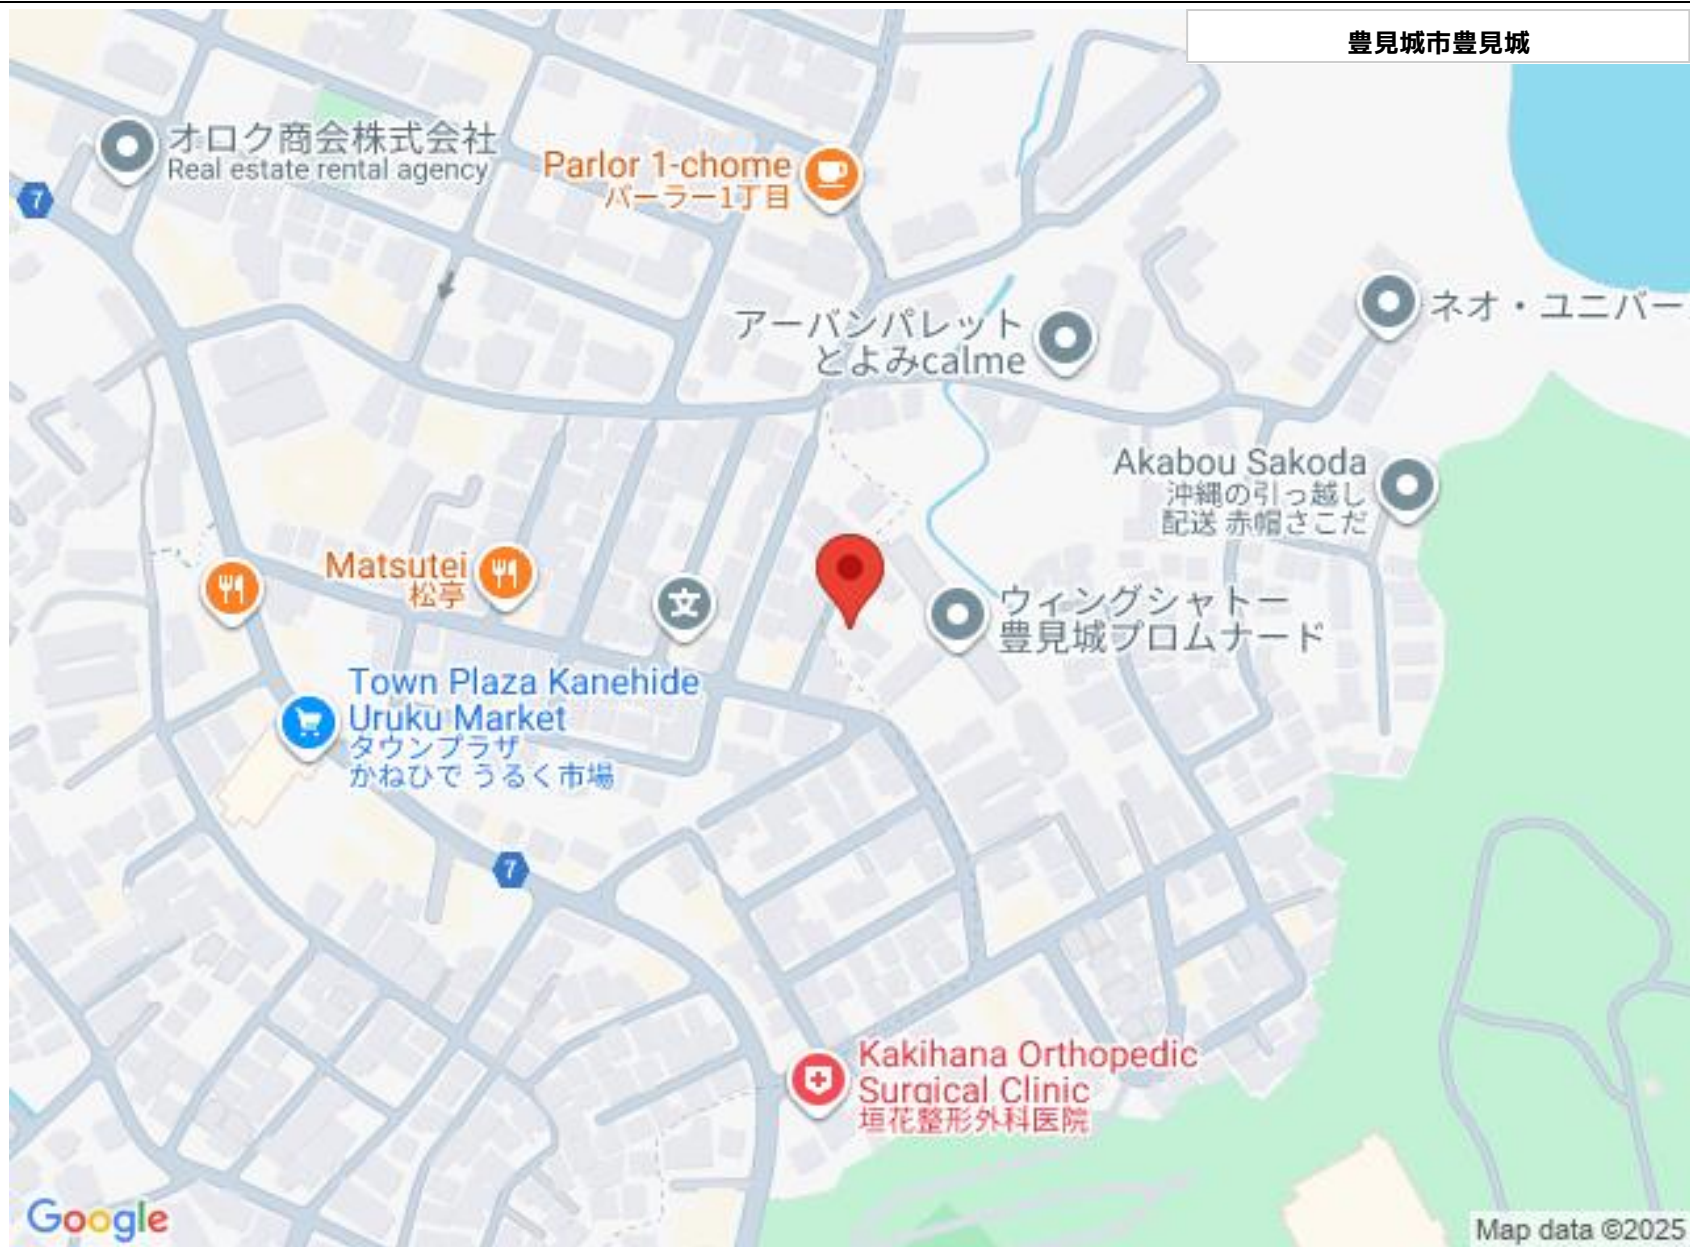 豊見城市豊見城
オロク商会株式会社
Real estate rental agency
Parlor 1-chome
パーラー1丁目
7
アーバンパレット
とよみcalme
ネオ・ユニバー
Akabou Sakoda
沖縄の引っ越し
配送 赤帽さこだ
Matsutei
松亭
文
ウィングシャトー
豊見城プロムナード
Town Plaza Kanehide
Uruku Market
タウンプラザ
かねひで うるく市場
7
Kakihana Orthopedic
Surgical Clinic
垣花整形外科医院
Google
Map data ©2025